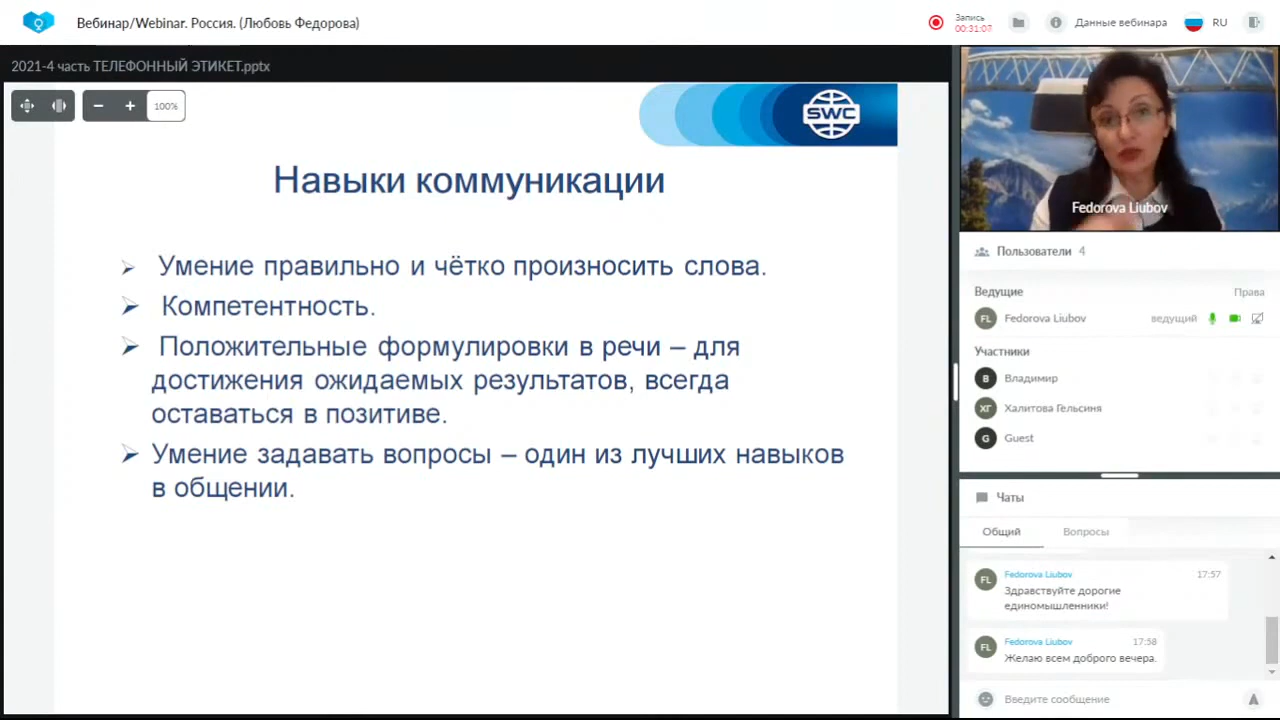 Вебинар/Webinar. Россия. (Любовь Федорова)
Запись
00:31:07
Данные вебинара
RU
2021-4 часть ТЕЛЕФОННЫЙ ЭТИКЕТ.pptx
100%
SWC
Навыки коммуникации
Умение правильно и чётко произносить слова.
Компетентность.
Положительные формулировки в речи – для
достижения ожидаемых результатов, всегда
оставаться в позитиве.
Умение задавать вопросы – один из лучших навыков
в общении.
Fedorova Liubov
Пользователи 4
Ведущие Права
FL Fedorova Liubov ведущий
Участники
В Владимир
ХГ Халитова Гельсиня
G Guest
Чаты
Общий Вопросы
FL Fedorova Liubov 17:57
Здравствуйте дорогие
единомышленники!
FL Fedorova Liubov 17:58
Желаю всем доброго вечера.
Введите сообщение